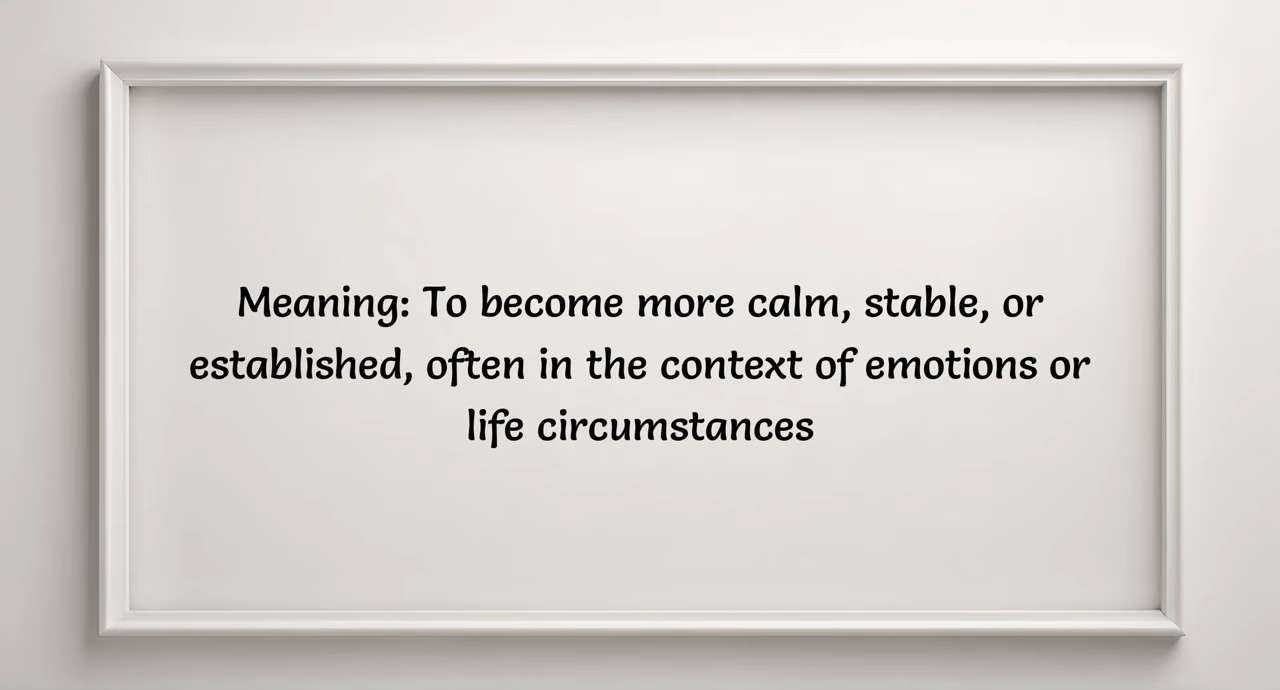 Meaning: To become more calm, stable, or
established, often in the context of emotions or
life circumstances